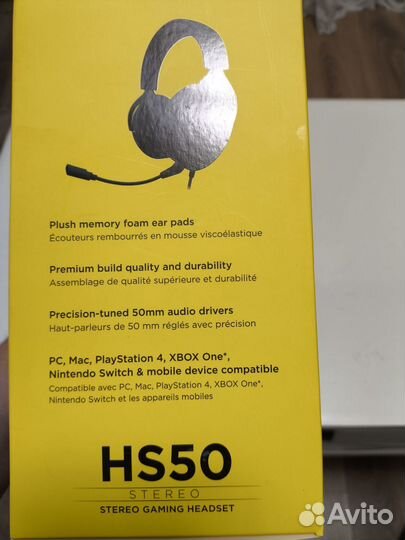 Plush memory foam ear pads
Écouteurs rembourrés en mousse viscoélastique
Premium build quality and durability
Assemblage de qualité supérieure et durabilité
Precision-tuned 50mm audio drivers
Haut-parleurs de 50 mm réglés avec précision
PC, Mac, PlayStation 4, XBOX One*,
Nintendo Switch & mobile device compatible
Compatible avec PC, Mac, PlayStation 4, XBOX One*,
Nintendo Switch et les appareils mobiles
HS50
STEREO
STEREO GAMING HEADSET
Avito